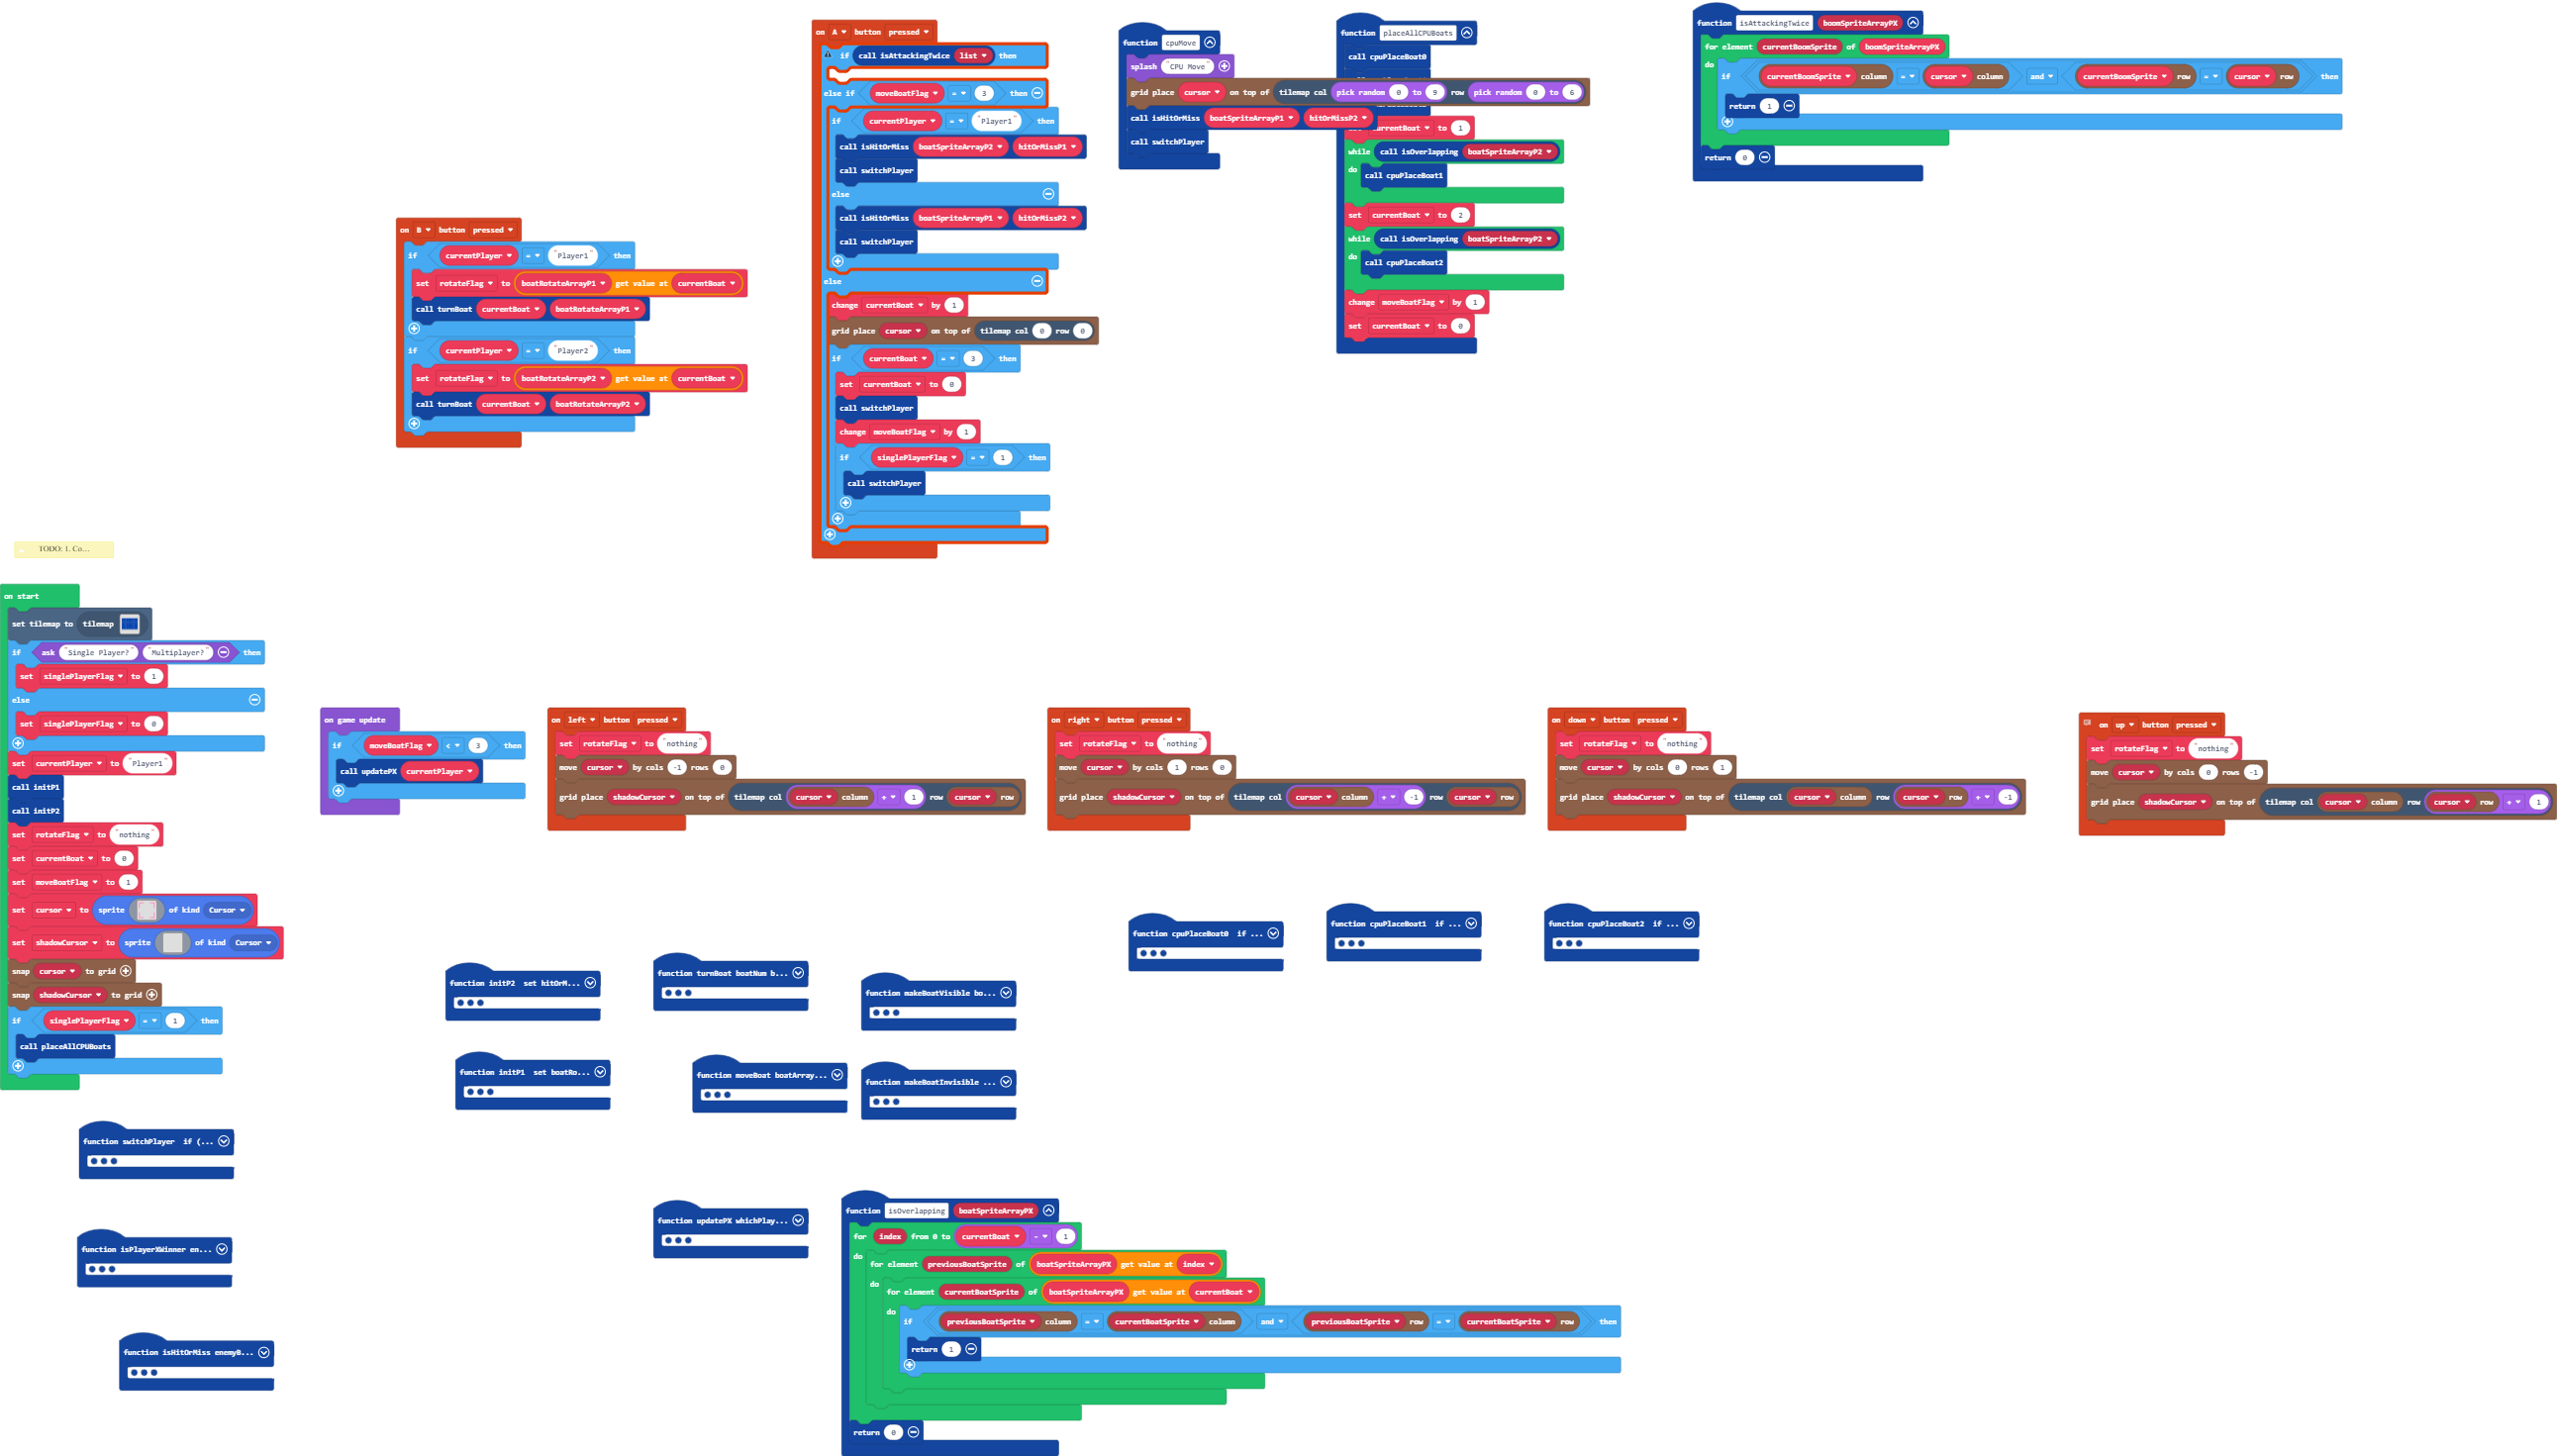 on A button pressed
if call isAttackingTwice list then
else if moveBoatFlag = 3 then
if currentPlayer = "Player1" then
call isHitOrMiss boatSpriteArrayP2 hitOrMissP1
call switchPlayer
else
call isHitOrMiss boatSpriteArrayP1 hitOrMissP2
call switchPlayer
else
change currentBoat by 1
grid place cursor on top of tilemap col 0 row 0
if currentBoat = 3 then
set currentBoat to 0
call switchPlayer
change moveBoatFlag by 1
if singlePlayerFlag = 1 then
call switchPlayer
function cpuMove
splash "CPU Move"
grid place cursor on top of tilemap col pick random 0 to 9 row pick random 0 to 6
call isHitOrMiss boatSpriteArrayP1 hitOrMissP2
call switchPlayer
function placeAllCPUBoats
call cpuPlaceBoat0
currentBoat to 1
while call isOverlapping boatSpriteArrayP2
do call cpuPlaceBoat1
set currentBoat to 2
while call isOverlapping boatSpriteArrayP2
do call cpuPlaceBoat2
change moveBoatFlag by 1
set currentBoat to 0
function isAttackingTwice boomSpriteArrayPX
for element currentBoomSprite of boomSpriteArrayPX
do if currentBoomSprite column = cursor column and currentBoomSprite row = cursor row then
return 1
return 0
on B button pressed
if currentPlayer = "Player1" then
set rotateFlag to boatRotateArrayP1 get value at currentBoat
call turnBoat currentBoat boatRotateArrayP1
if currentPlayer = "Player2" then
set rotateFlag to boatRotateArrayP2 get value at currentBoat
call turnBoat currentBoat boatRotateArrayP2
TODO: 1. Co...
on start
set tilemap to tilemap
if ask "Single Player?" "Multiplayer?" then
set singlePlayerFlag to 1
else
set singlePlayerFlag to 0
set currentPlayer to "Player1"
call initP1
call initP2
set rotateFlag to "nothing"
set currentBoat to 0
set moveBoatFlag to 1
set cursor to sprite of kind Cursor
set shadowCursor to sprite of kind Cursor
snap cursor to grid
snap shadowCursor to grid
if singlePlayerFlag = 1 then
call placeAllCPUBoats
on game update
if moveBoatFlag < 3 then
call updatePX currentPlayer
on left button pressed
set rotateFlag to "nothing"
move cursor by cols -1 rows 0
grid place shadowCursor on top of tilemap col cursor column + 1 row cursor row
on right button pressed
set rotateFlag to "nothing"
move cursor by cols 1 rows 0
grid place shadowCursor on top of tilemap col cursor column + -1 row cursor row
on down button pressed
set rotateFlag to "nothing"
move cursor by cols 0 rows 1
grid place shadowCursor on top of tilemap col cursor column row cursor row + -1
on up button pressed
set rotateFlag to "nothing"
move cursor by cols 0 rows -1
grid place shadowCursor on top of tilemap col cursor column row cursor row + 1
function cpuPlaceBoat0 if ...
function cpuPlaceBoat1 if ...
function cpuPlaceBoat2 if ...
function initP2 set hitOrM...
function turnBoat boatNum b...
function makeBoatVisible bo...
function initP1 set boatRo...
function moveBoat boatArray...
function makeBoatInvisible ...
function switchPlayer if (...
function updatePX whichPlay...
function isPlayerXWinner en...
function isHitOrMiss enemyB...
function isOverlapping boatSpriteArrayPX
for index from 0 to currentBoat - 1
do for element previousBoatSprite of boatSpriteArrayPX get value at index
do for element currentBoatSprite of boatSpriteArrayPX get value at currentBoat
do if previousBoatSprite column = currentBoatSprite column and previousBoatSprite row = currentBoatSprite row then
return 1
return 0